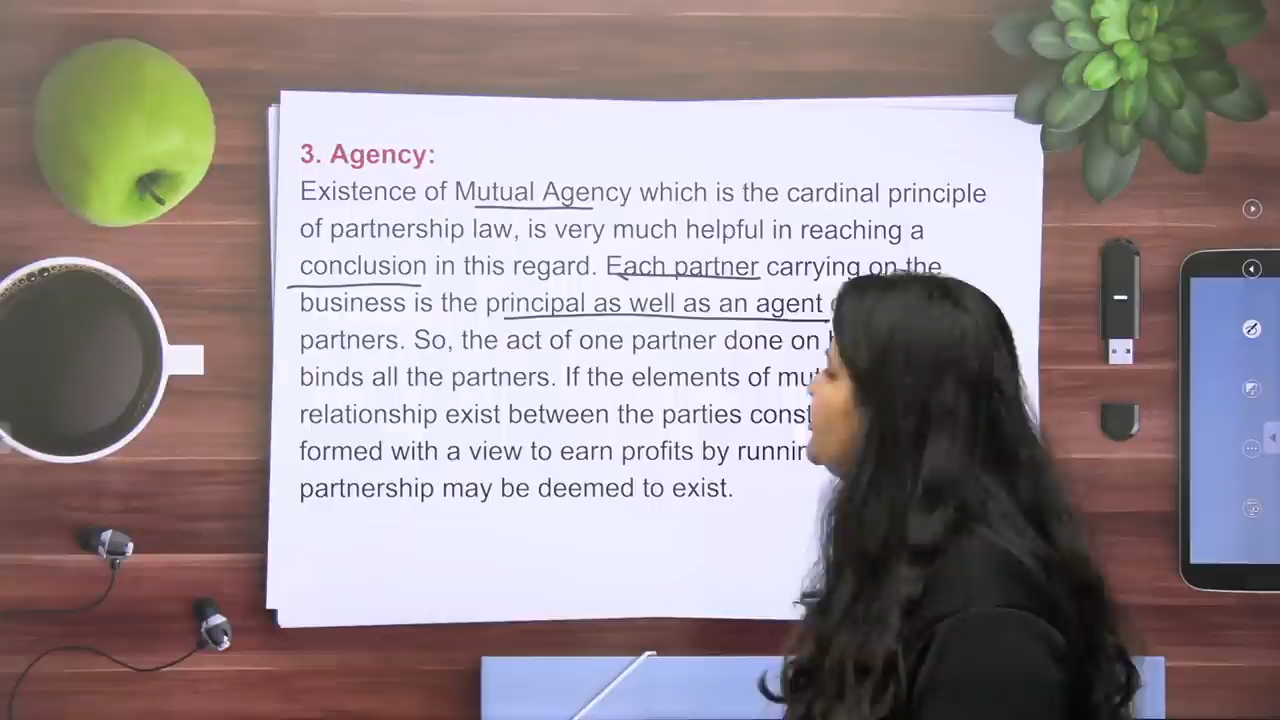 3. Agency:
Existence of Mutual Agency which is the cardinal principle
of partnership law, is very much helpful in reaching a
conclusion in this regard. Each partner carrying on the
business is the principal as well as an agent
partners. So, the act of one partner done on
binds all the partners. If the elements of
relationship exist between the parties
formed with a view to earn profits by
partnership may be deemed to exist.